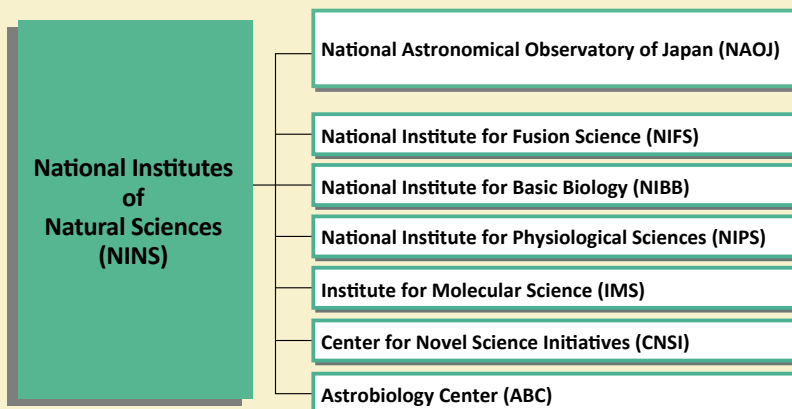 National Institutes
of
Natural Sciences
(NINS)
National Astronomical Observatory of Japan (NAOJ)
National Institute for Fusion Science (NIFS)
National Institute for Basic Biology (NIBB)
National Institute for Physiological Sciences (NIPS)
Institute for Molecular Science (IMS)
Center for Novel Science Initiatives (CNSI)
Astrobiology Center (ABC)